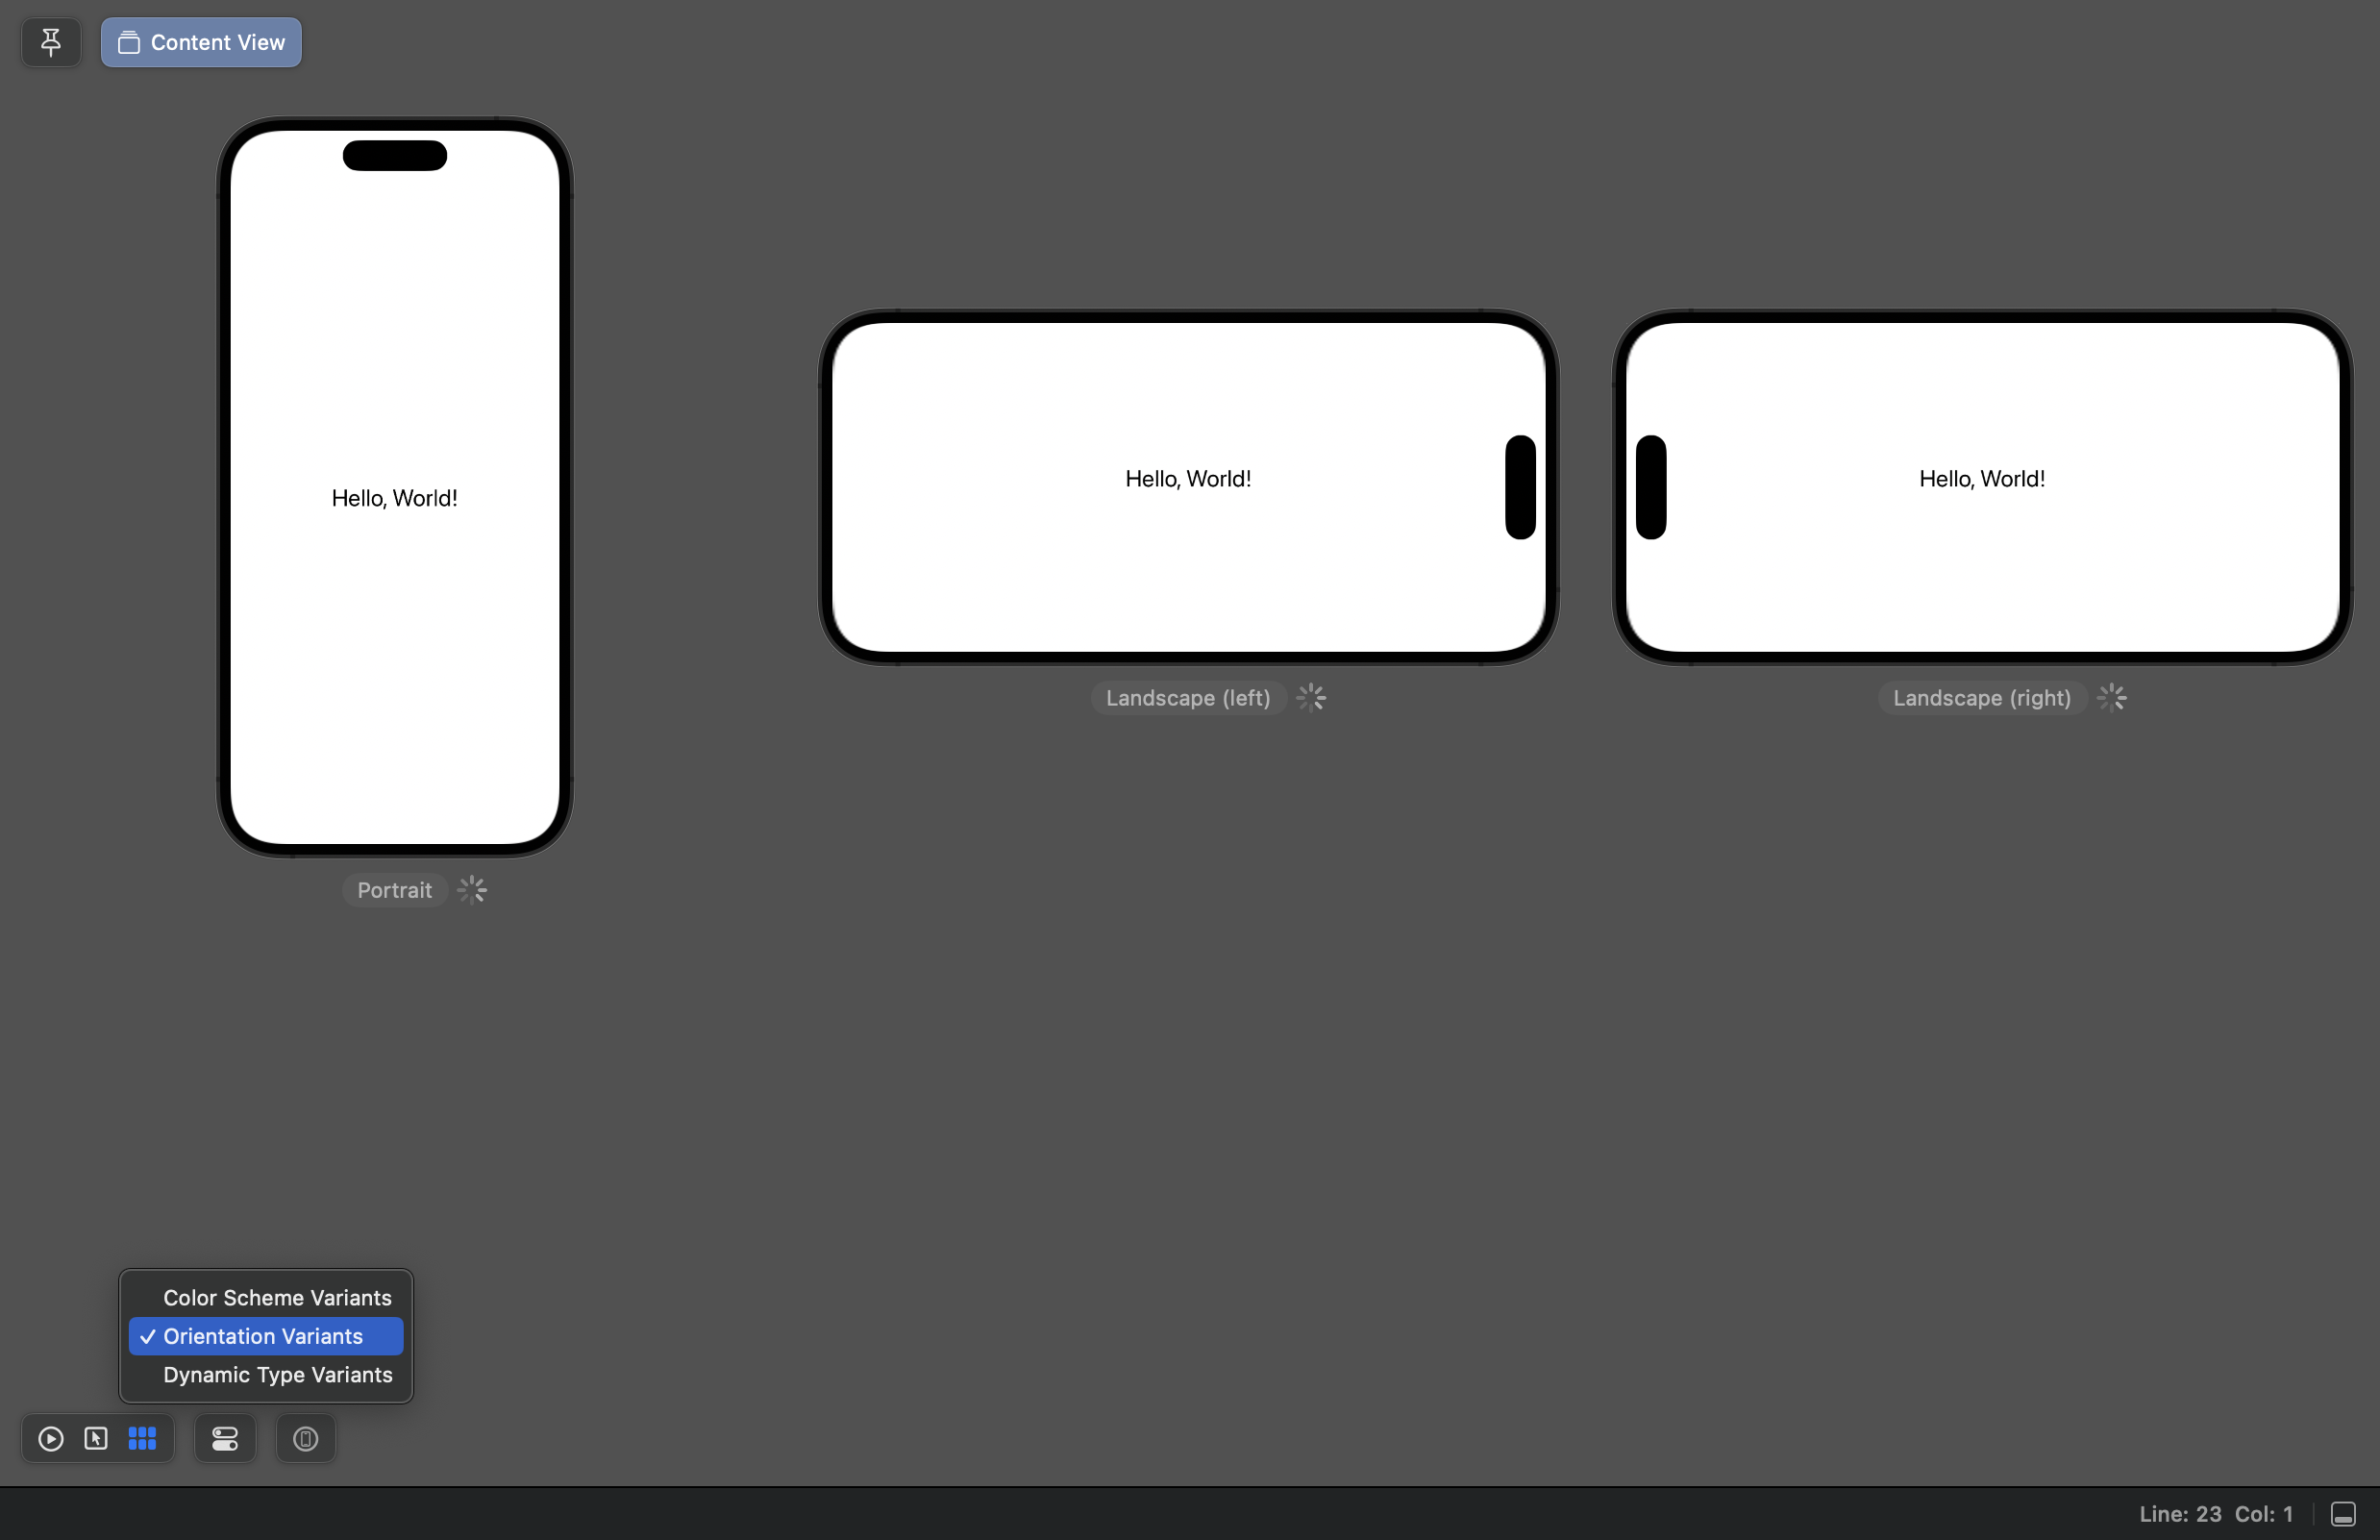 Content View
Hello, World!
Hello, World!
Hello, World!
Landscape (left)
Landscape (right)
Portrait
Color Scheme Variants
Orientation Variants
Dynamic Type Variants
Line: 23 Col: 1